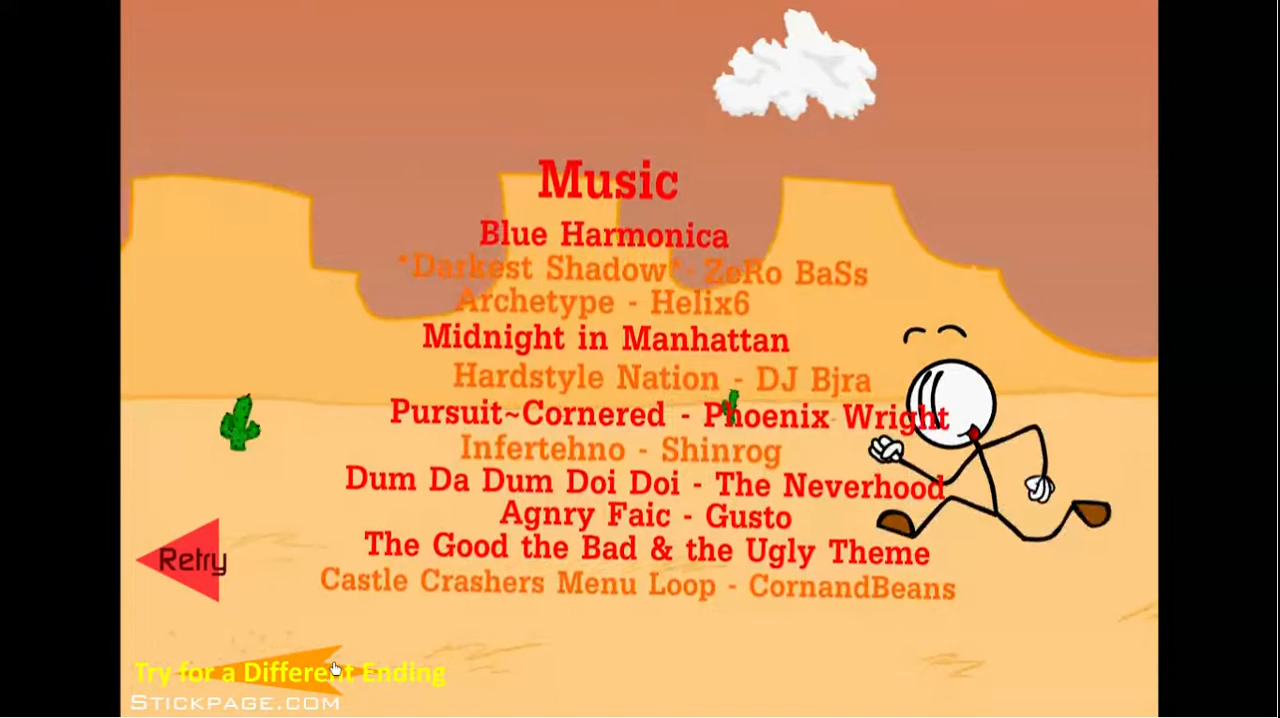 Music
Blue Harmonica
*Darkest Shadow* - ZeRo BaSs
Archetype - Helix6
Midnight in Manhattan
Hardstyle Nation - DJ Bjra
Pursuit~Cornered - Phoenix Wright
Infertehno - Shinrog
Dum Da Dum Doi Doi - The Neverhood
Agnry Faic - Gusto
The Good the Bad & the Ugly Theme
Retry
Castle Crashers Menu Loop - CornandBeans
Try for a Different Ending
STICKPAGE.COM